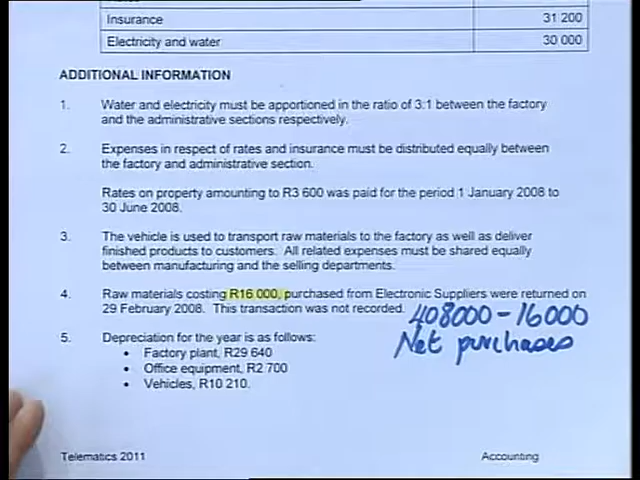 Insurance 31 200
Electricity and water 30 000
ADDITIONAL INFORMATION
1. Water and electricity must be apportioned in the ratio of 3:1 between the factory
and the administrative sections respectively.
2. Expenses in respect of rates and insurance must be distributed equally between
the factory and administrative section.
Rates on property amounting to R3 600 was paid for the period 1 January 2008 to
30 June 2008.
3. The vehicle is used to transport raw materials to the factory as well as deliver
finished products to customers. All related expenses must be shared equally
between manufacturing and the selling departments.
4. Raw materials costing R16 000, purchased from Electronic Suppliers were returned on
29 February 2008. This transaction was not recorded. 408000 - 16000
Net purchases
5. Depreciation for the year is as follows:
• Factory plant, R29 640
• Office equipment, R2 700
• Vehicles, R10 210.
Telematics 2011 Accounting